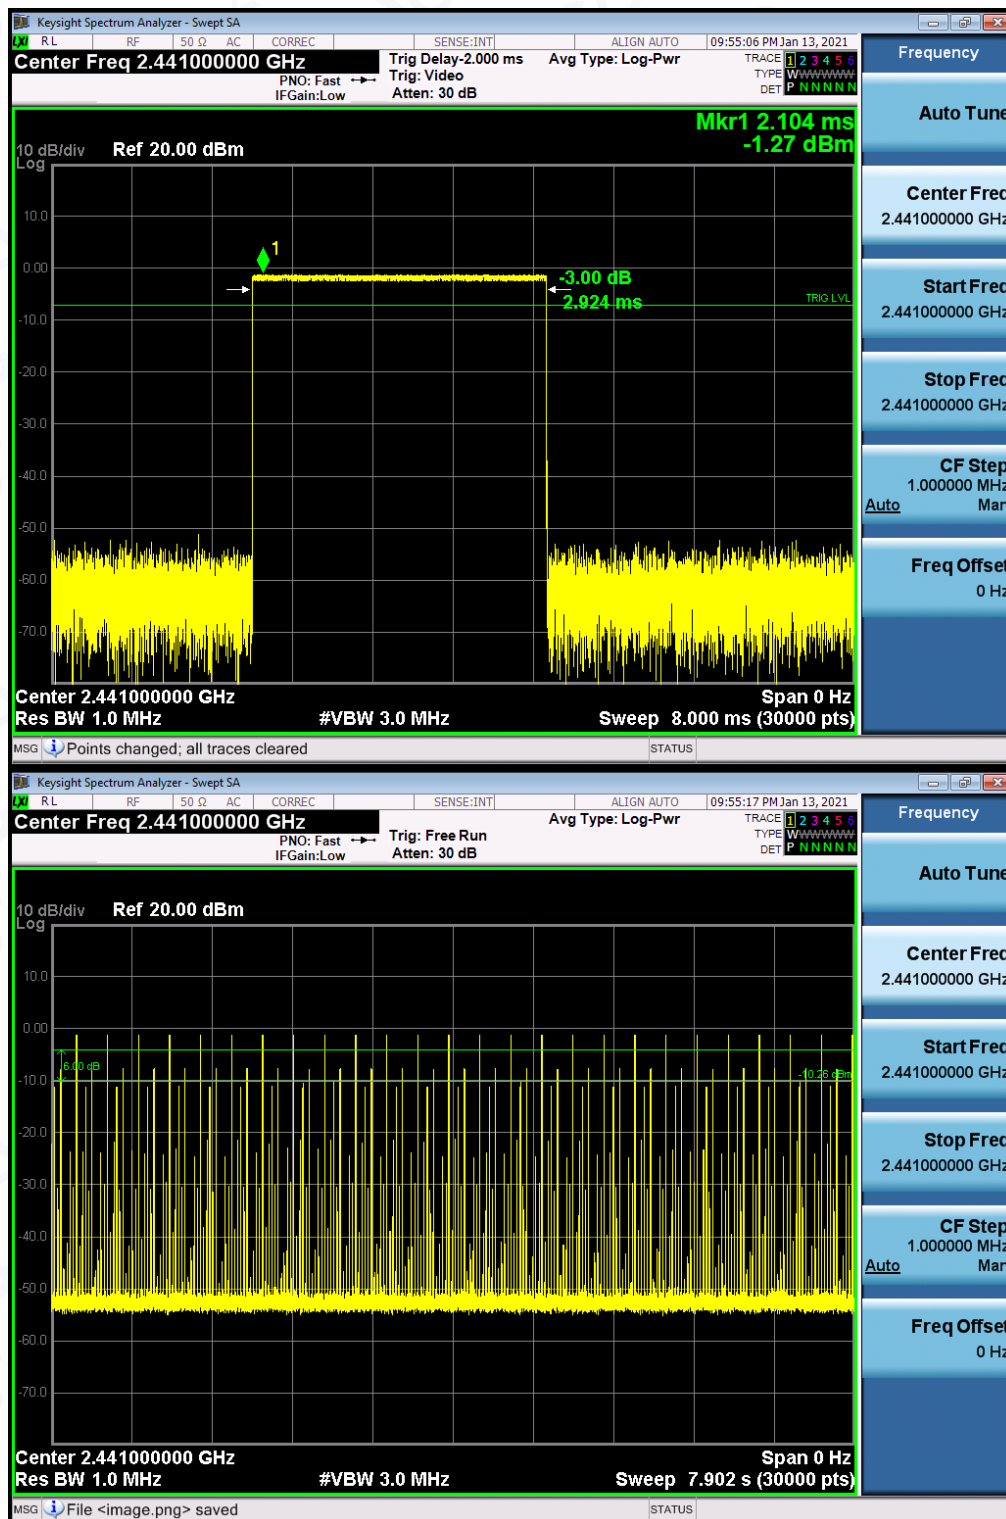 Keysight Spectrum Analyzer - Swept SA
LXI RL RF 50 Ω AC CORREC SENSE:INT ALIGN AUTO 09:55:06 PM Jan 13, 2021
Center Freq 2.441000000 GHz
PNO: Fast
IFGain:Low
Trig Delay-2.000 ms
Trig: Video
Atten: 30 dB
Avg Type: Log-Pwr
TRACE 1 2 3 4 5 6
TYPE WWWWWWW
DET P N N N N N
Frequency
Mkr1 2.104 ms
-1.27 dBm
10 dB/div Ref 20.00 dBm
Log
10.0
0.00
-10.0
-20.0
-30.0
-40.0
-50.0
-60.0
-70.0
1
-3.00 dB
2.924 ms
TRIG LVL
Center 2.441000000 GHz
Span 0 Hz
Res BW 1.0 MHz
#VBW 3.0 MHz
Sweep 8.000 ms (30000 pts)
MSG Points changed; all traces cleared
STATUS
Auto Tune
Center Freq
2.441000000 GHz
Start Freq
2.441000000 GHz
Stop Freq
2.441000000 GHz
CF Step
1.000000 MHz
Auto Man
Freq Offset
0 Hz
Keysight Spectrum Analyzer - Swept SA
LXI RL RF 50 Ω AC CORREC SENSE:INT ALIGN AUTO 09:55:17 PM Jan 13, 2021
Center Freq 2.441000000 GHz
PNO: Fast
IFGain:Low
Trig: Free Run
Atten: 30 dB
Avg Type: Log-Pwr
TRACE 1 2 3 4 5 6
TYPE WWWWWWW
DET P N N N N N
Frequency
10 dB/div Ref 20.00 dBm
Log
10.0
0.00
-10.0
-20.0
-30.0
-40.0
-50.0
-60.0
-70.0
6.00 dB
-10.26 dBm
Center 2.441000000 GHz
Span 0 Hz
Res BW 1.0 MHz
#VBW 3.0 MHz
Sweep 7.902 s (30000 pts)
MSG File <image.png> saved
STATUS
Auto Tune
Center Freq
2.441000000 GHz
Start Freq
2.441000000 GHz
Stop Freq
2.441000000 GHz
CF Step
1.000000 MHz
Auto Man
Freq Offset
0 Hz